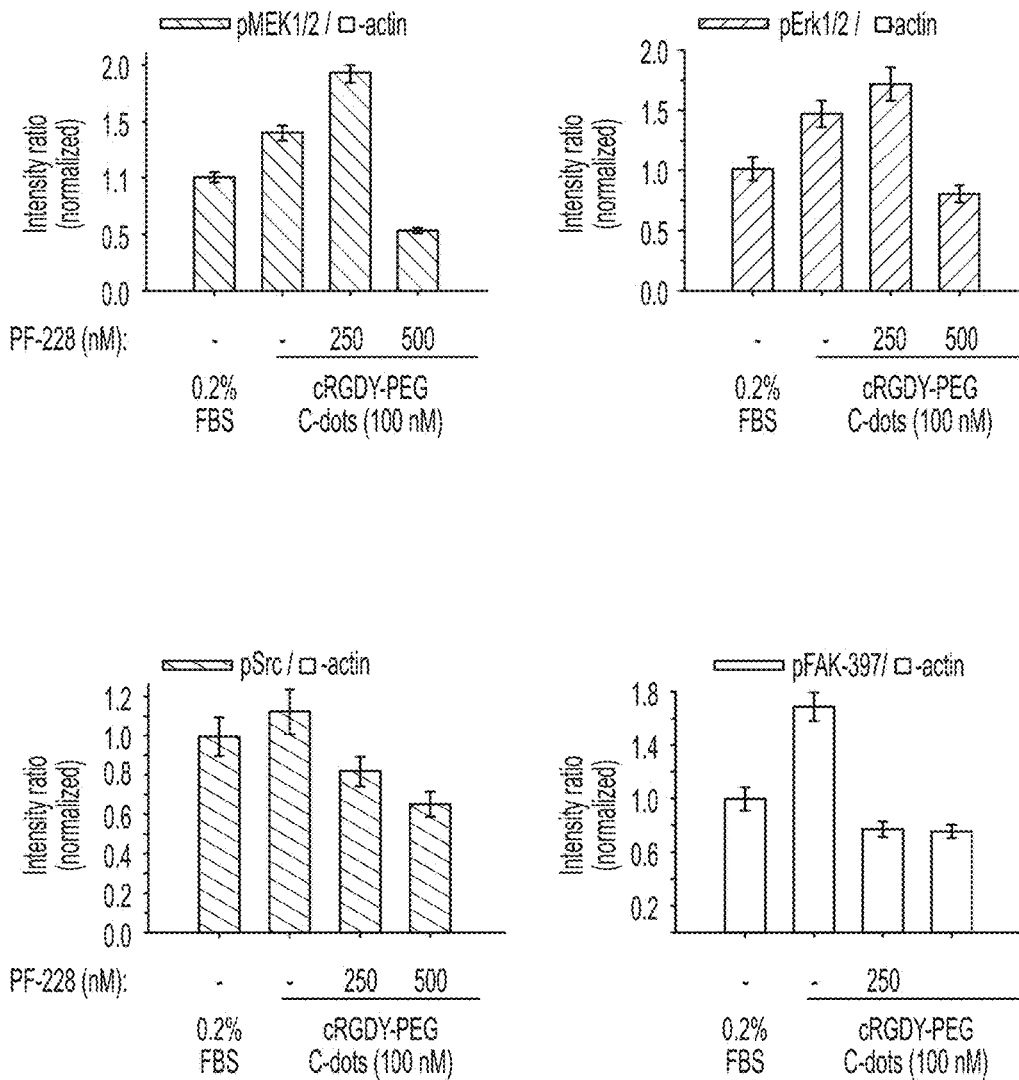 pMEK1/2 / □-actin
Intensity ratio
(normalized)
2.0
1.5
1.1
0.5
0.0
PF-228 (nM): - - 250 500
0.2%
FBS
cRGDY-PEG
C-dots (100 nM)
pErk1/2 / □-actin
Intensity ratio
(normalized)
2.0
1.5
1.0
0.5
0.0
- - 250 500
0.2%
FBS
cRGDY-PEG
C-dots (100 nM)
pSrc / □-actin
Intensity ratio
(normalized)
1.2
1.0
0.8
0.6
0.4
0.2
0.0
PF-228 (nM): - - 250 500
0.2%
FBS
cRGDY-PEG
C-dots (100 nM)
pFAK-397/ □-actin
Intensity ratio
(normalized)
1.8
1.4
1.0
0.6
0.2
- - 250
0.2%
FBS
cRGDY-PEG
C-dots (100 nM)